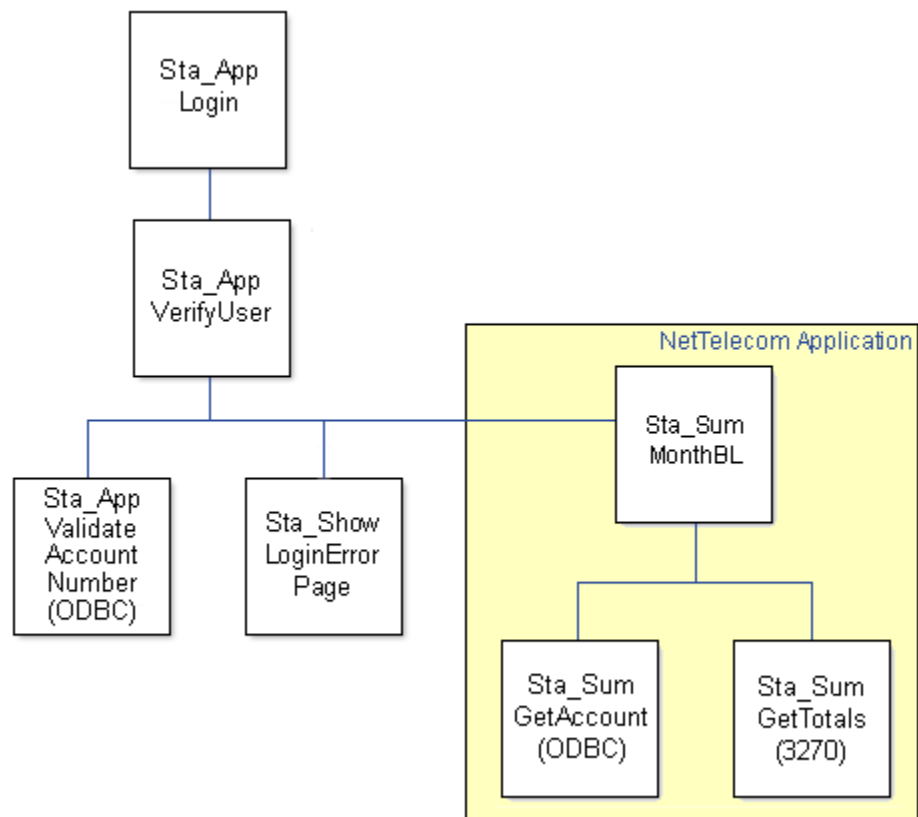 Sta_App
Login
Sta_App
VerifyUser
NetTelecom Application
Sta_Sum
MonthBL
Sta_App
Validate
Account
Number
(ODBC)
Sta_Show
LoginError
Page
Sta_Sum
GetAccount
(ODBC)
Sta_Sum
GetTotals
(3270)